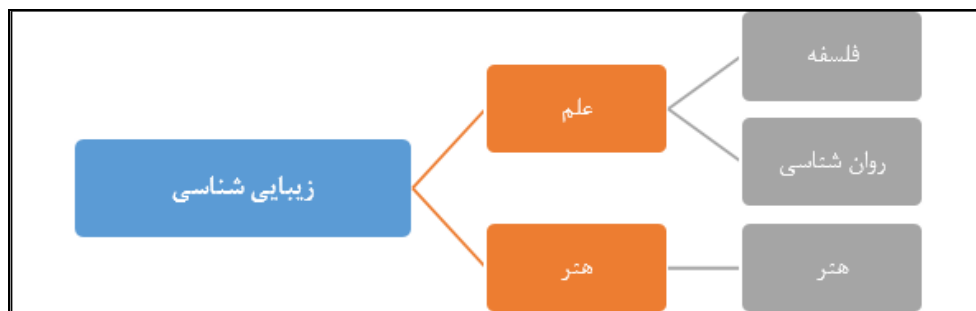 زیبایی شناسی
علم
فلسفه
روان شناسی
هنر
هنر